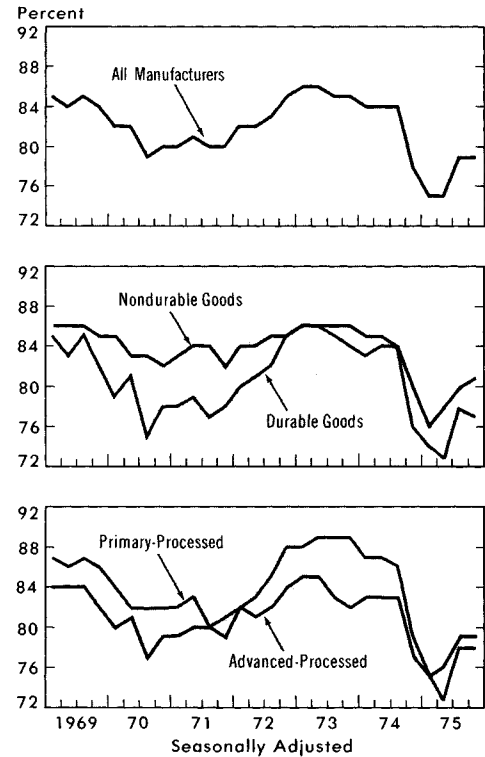 Percent
92
All Manufacturers
88
84
80
76
72
92
Nondurable Goods
88
84
80
Durable Goods
76
72
92
Primary-Processed
88
84
80
Advanced-Processed
76
72
1969 70 71 72 73 74 75
Seasonally Adjusted